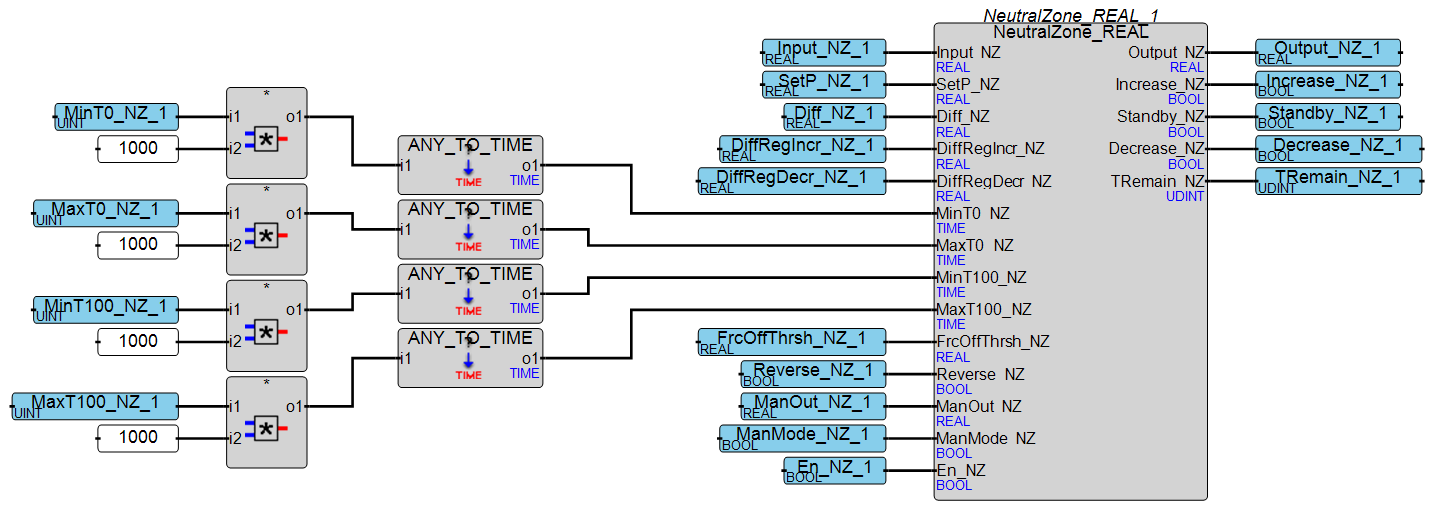 NeutralZone_REAL_1
NeutralZone_REAL
Input_NZ_1
REAL
Input_NZ
REAL
Output_NZ
REAL
Output_NZ_1
REAL
SetP_NZ_1
REAL
SetP_NZ
REAL
Increase_NZ
BOOL
Increase_NZ_1
BOOL
Diff_NZ_1
REAL
Diff_NZ
REAL
Standby_NZ
BOOL
Standby_NZ_1
BOOL
DiffRegIncr_NZ_1
REAL
DiffRegIncr_NZ
REAL
Decrease_NZ
BOOL
Decrease_NZ_1
BOOL
DiffRegDecr_NZ_1
REAL
DiffRegDecr_NZ
REAL
TRemain_NZ
UDINT
TRemain_NZ_1
UDINT
*
MinT0_NZ_1
UINT
i1
o1
1000
i2
*
ANY_TO_TIME
?
i1
o1
TIME
TIME
MinT0_NZ
TIME
*
MaxT0_NZ_1
UINT
i1
o1
1000
i2
*
ANY_TO_TIME
?
i1
o1
TIME
TIME
MaxT0_NZ
TIME
*
MinT100_NZ_1
UINT
i1
o1
1000
i2
*
ANY_TO_TIME
?
i1
o1
TIME
TIME
MinT100_NZ
TIME
*
MaxT100_NZ_1
UINT
i1
o1
1000
i2
*
ANY_TO_TIME
?
i1
o1
TIME
TIME
MaxT100_NZ
TIME
FrcOffThrsh_NZ_1
REAL
FrcOffThrsh_NZ
REAL
Reverse_NZ_1
BOOL
Reverse_NZ
BOOL
ManOut_NZ_1
REAL
ManOut_NZ
REAL
ManMode_NZ_1
BOOL
ManMode_NZ
BOOL
En_NZ_1
BOOL
En_NZ
BOOL